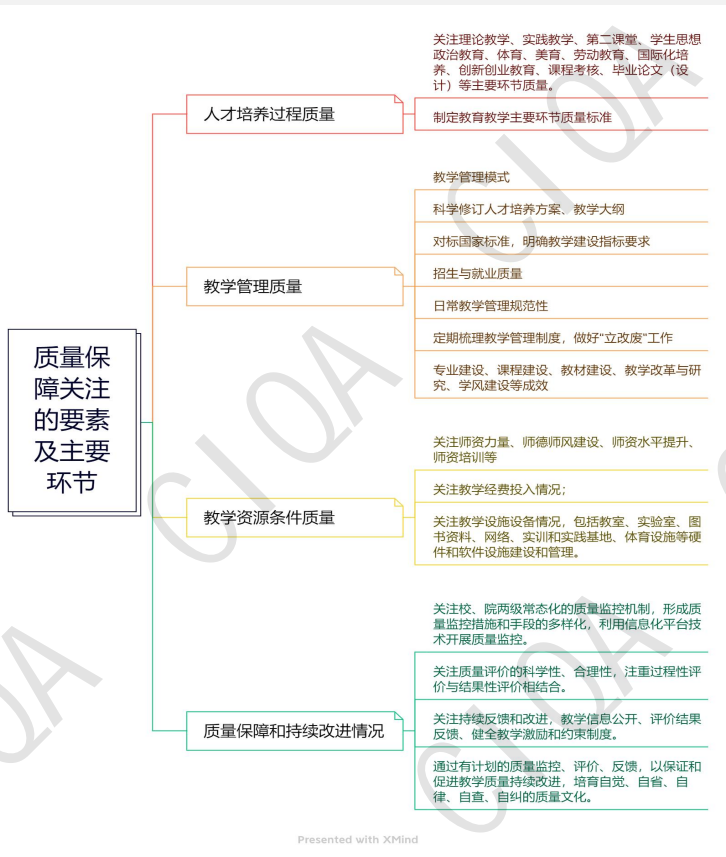 关注理论教学、实践教学、第二课堂、学生思想
政治教育、体育、美育、劳动教育、国际化培
养、创新创业教育、课程考核、毕业论文（设
计）等主要环节质量。
人才培养过程质量
制定教育教学主要环节质量标准
教学管理模式
科学修订人才培养方案、教学大纲
对标国家标准，明确教学建设指标要求
教学管理质量
招生与就业质量
日常教学管理规范性
定期梳理教学管理制度，做好"立改废"工作
专业建设、课程建设、教材建设、教学改革与研
究、学风建设等成效
质量保
障关注
的要素
及主要
环节
关注师资力量、师德师风建设、师资水平提升、
师资培训等
关注教学经费投入情况；
教学资源条件质量
关注教学设施设备情况，包括教室、实验室、图
书资料、网络、实训和实践基地、体育设施等硬
件和软件设施建设和管理。
关注校、院两级常态化的质量监控机制，形成质
量监控措施和手段的多样化，利用信息化平台技
术开展质量监控。
关注质量评价的科学性、合理性，注重过程性评
价与结果性评价相结合。
质量保障和持续改进情况
关注持续反馈和改进，教学信息公开、评价结果
反馈、健全教学激励和约束制度。
通过有计划的质量监控、评价、反馈，以保证和
促进教学质量持续改进，培育自觉、自省、自
律、自查、自纠的质量文化。
CIQA
CIQA
CIQA
QA
Presented with XMind